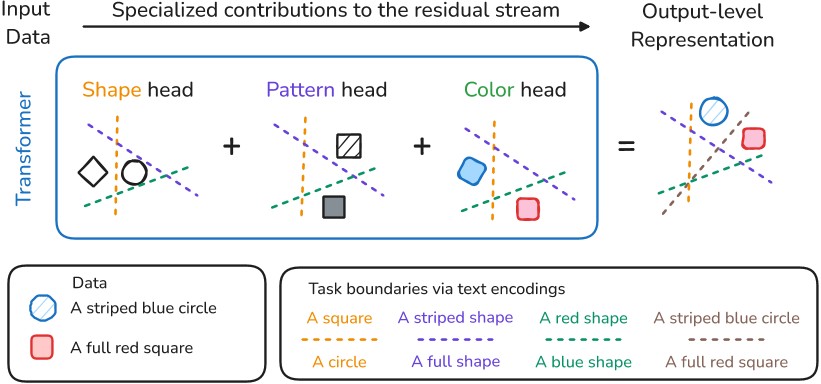 Input
Data
Specialized contributions to the residual stream
Output-level
Representation
Transformer
Shape head
Pattern head
Color head
+
+
=
Data
A striped blue circle
A full red square
Task boundaries via text encodings
A square
A striped shape
A red shape
A striped blue circle
A circle
A full shape
A blue shape
A full red square